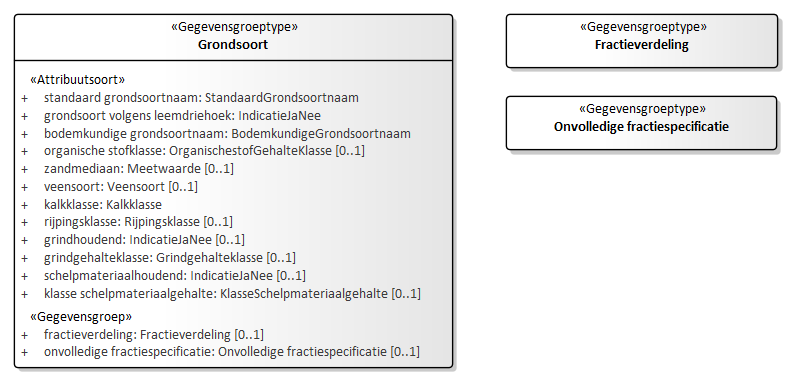 «Gegevensgroeptype»
Grondsoort
«Attribuutsoort»
+ standaard grondsoortnaam: StandaardGrondsoortnaam
+ grondsoort volgens leemdriehoek: IndicatieJaNee
+ bodemkundige grondsoortnaam: BodemkundigeGrondsoortnaam
+ organische stofklasse: OrganischestofGehalteKlasse [0..1]
+ zandmediaan: Meetwaarde [0..1]
+ veensoort: Veensoort [0..1]
+ kalkklasse: Kalkklasse
+ rijpingsklasse: Rijpingsklasse [0..1]
+ grindhoudend: IndicatieJaNee [0..1]
+ grindgehalteklasse: Grindgehalteklasse [0..1]
+ schelpmateriaalhoudend: IndicatieJaNee [0..1]
+ klasse schelpmateriaalgehalte: KlasseSchelpmateriaalgehalte [0..1]
«Gegevensgroep»
+ fractieverdeling: Fractieverdeling [0..1]
+ onvolledige fractiespecificatie: Onvolledige fractiespecificatie [0..1]
«Gegevensgroeptype»
Fractieverdeling
«Gegevensgroeptype»
Onvolledige fractiespecificatie